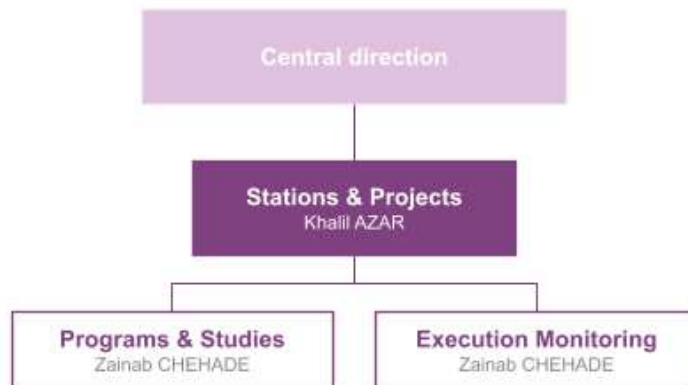 Central direction
Stations & Projects
Khalil AZAR
Programs & Studies
Zainab CHEHADE
Execution Monitoring
Zainab CHEHADE